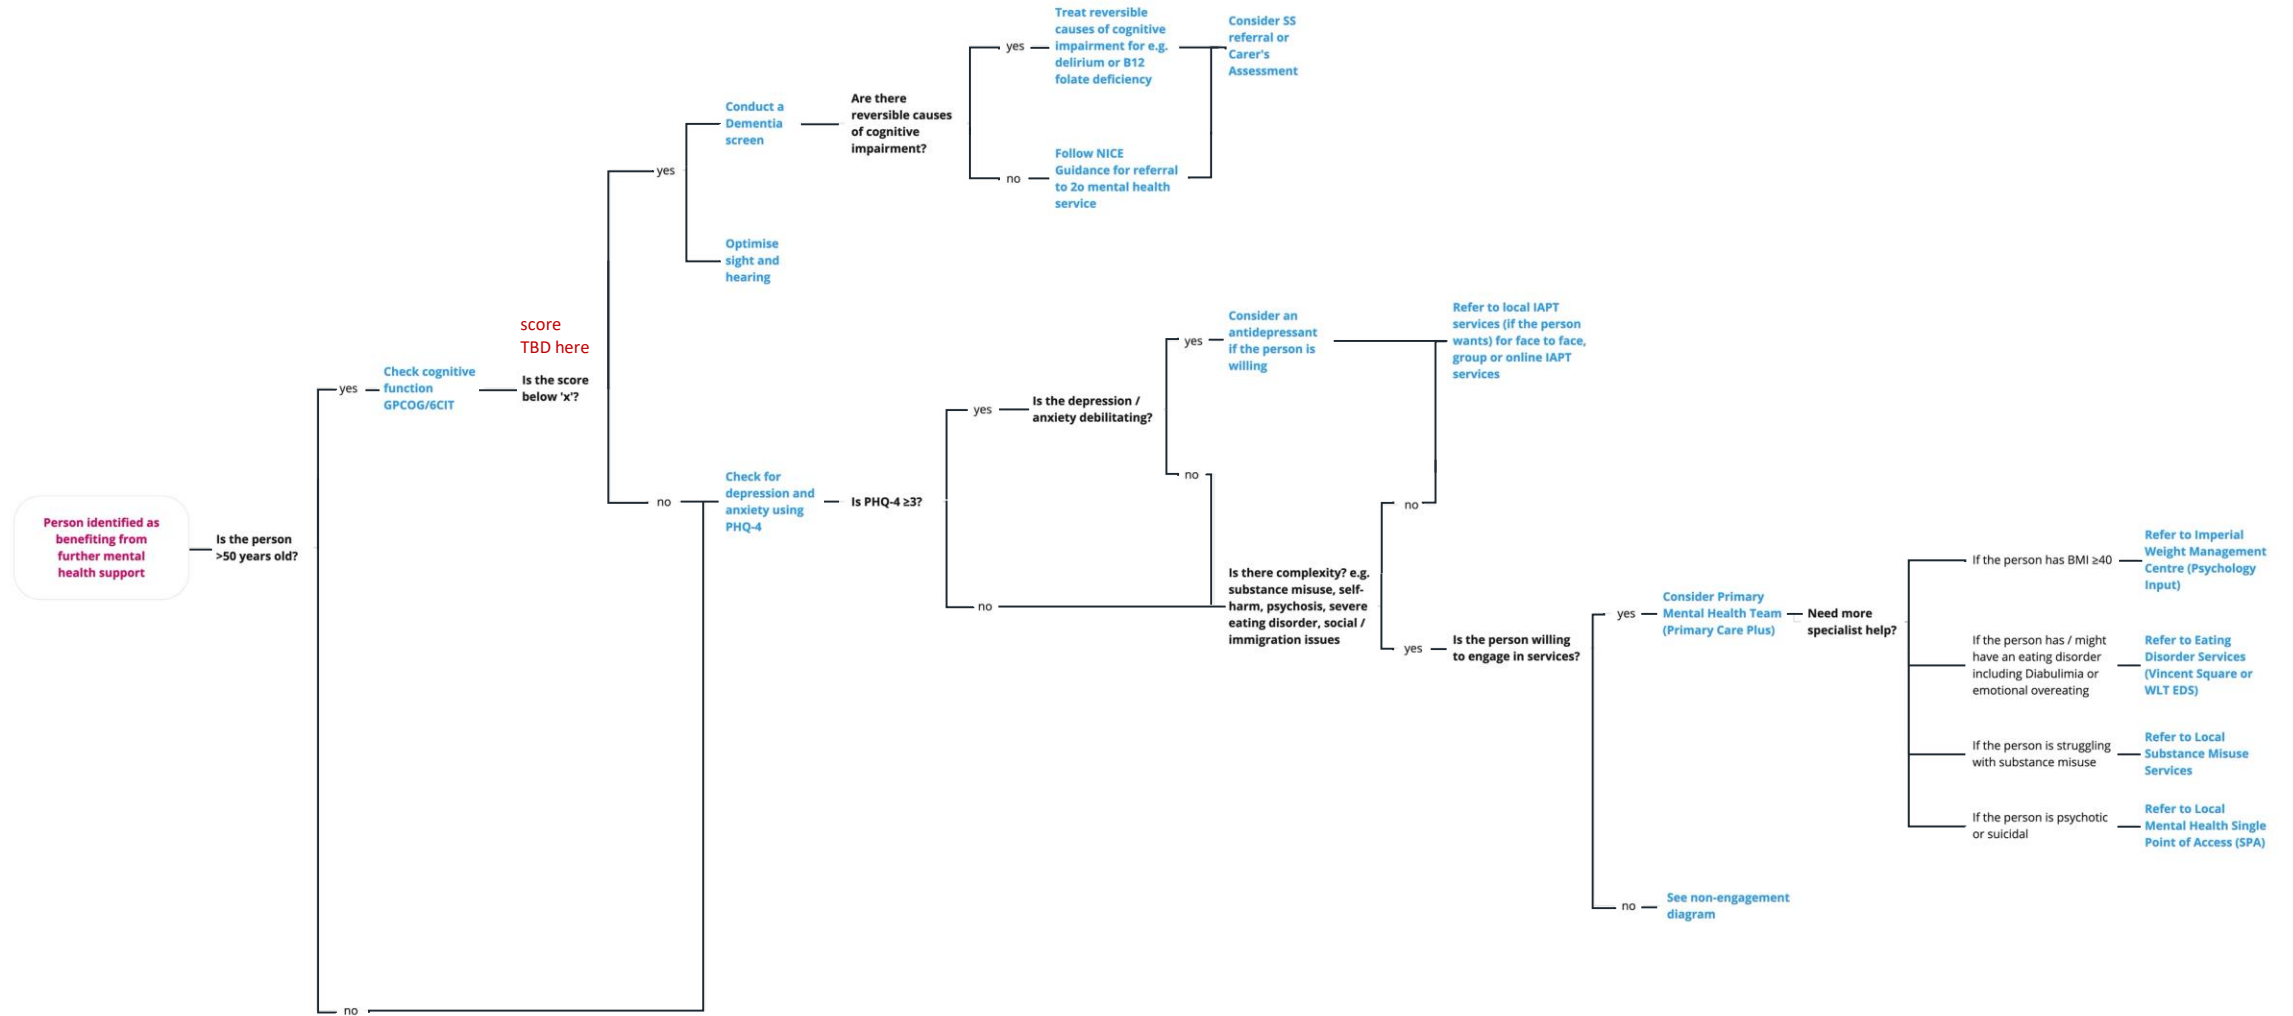 Person identified as
benefiting from
further mental
health support
Is the person
>50 years old?
yes
Check cognitive
function
GPCOG/6CIT
score
TBD here
Is the score
below 'x'?
yes
Conduct a
Dementia
screen
Are there
reversible causes
of cognitive
impairment?
yes
Treat reversible
causes of cognitive
impairment for e.g.
delirium or B12
folate deficiency
Consider SS
referral or
Carer's
Assessment
no
Follow NICE
Guidance for referral
to 2o mental health
service
Optimise
sight and
hearing
no
Check for
depression and
anxiety using
PHQ-4
Is PHQ-4 ≥3?
yes
Is the depression /
anxiety debilitating?
yes
Consider an
antidepressant
if the person is
willing
Refer to local IAPT
services (if the person
wants) for face to face,
group or online IAPT
services
no
no
Is there complexity? e.g.
substance misuse, self-
harm, psychosis, severe
eating disorder, social /
immigration issues
no
yes
Is the person willing
to engage in services?
yes
Consider Primary
Mental Health Team
(Primary Care Plus)
Need more
specialist help?
If the person has BMI ≥40
Refer to Imperial
Weight Management
Centre (Psychology
Input)
If the person has / might
have an eating disorder
including Diabulimia or
emotional overeating
Refer to Eating
Disorder Services
(Vincent Square or
WLT EDS)
If the person is struggling
with substance misuse
Refer to Local
Substance Misuse
Services
If the person is psychotic
or suicidal
Refer to Local
Mental Health Single
Point of Access (SPA)
no
See non-engagement
diagram
no